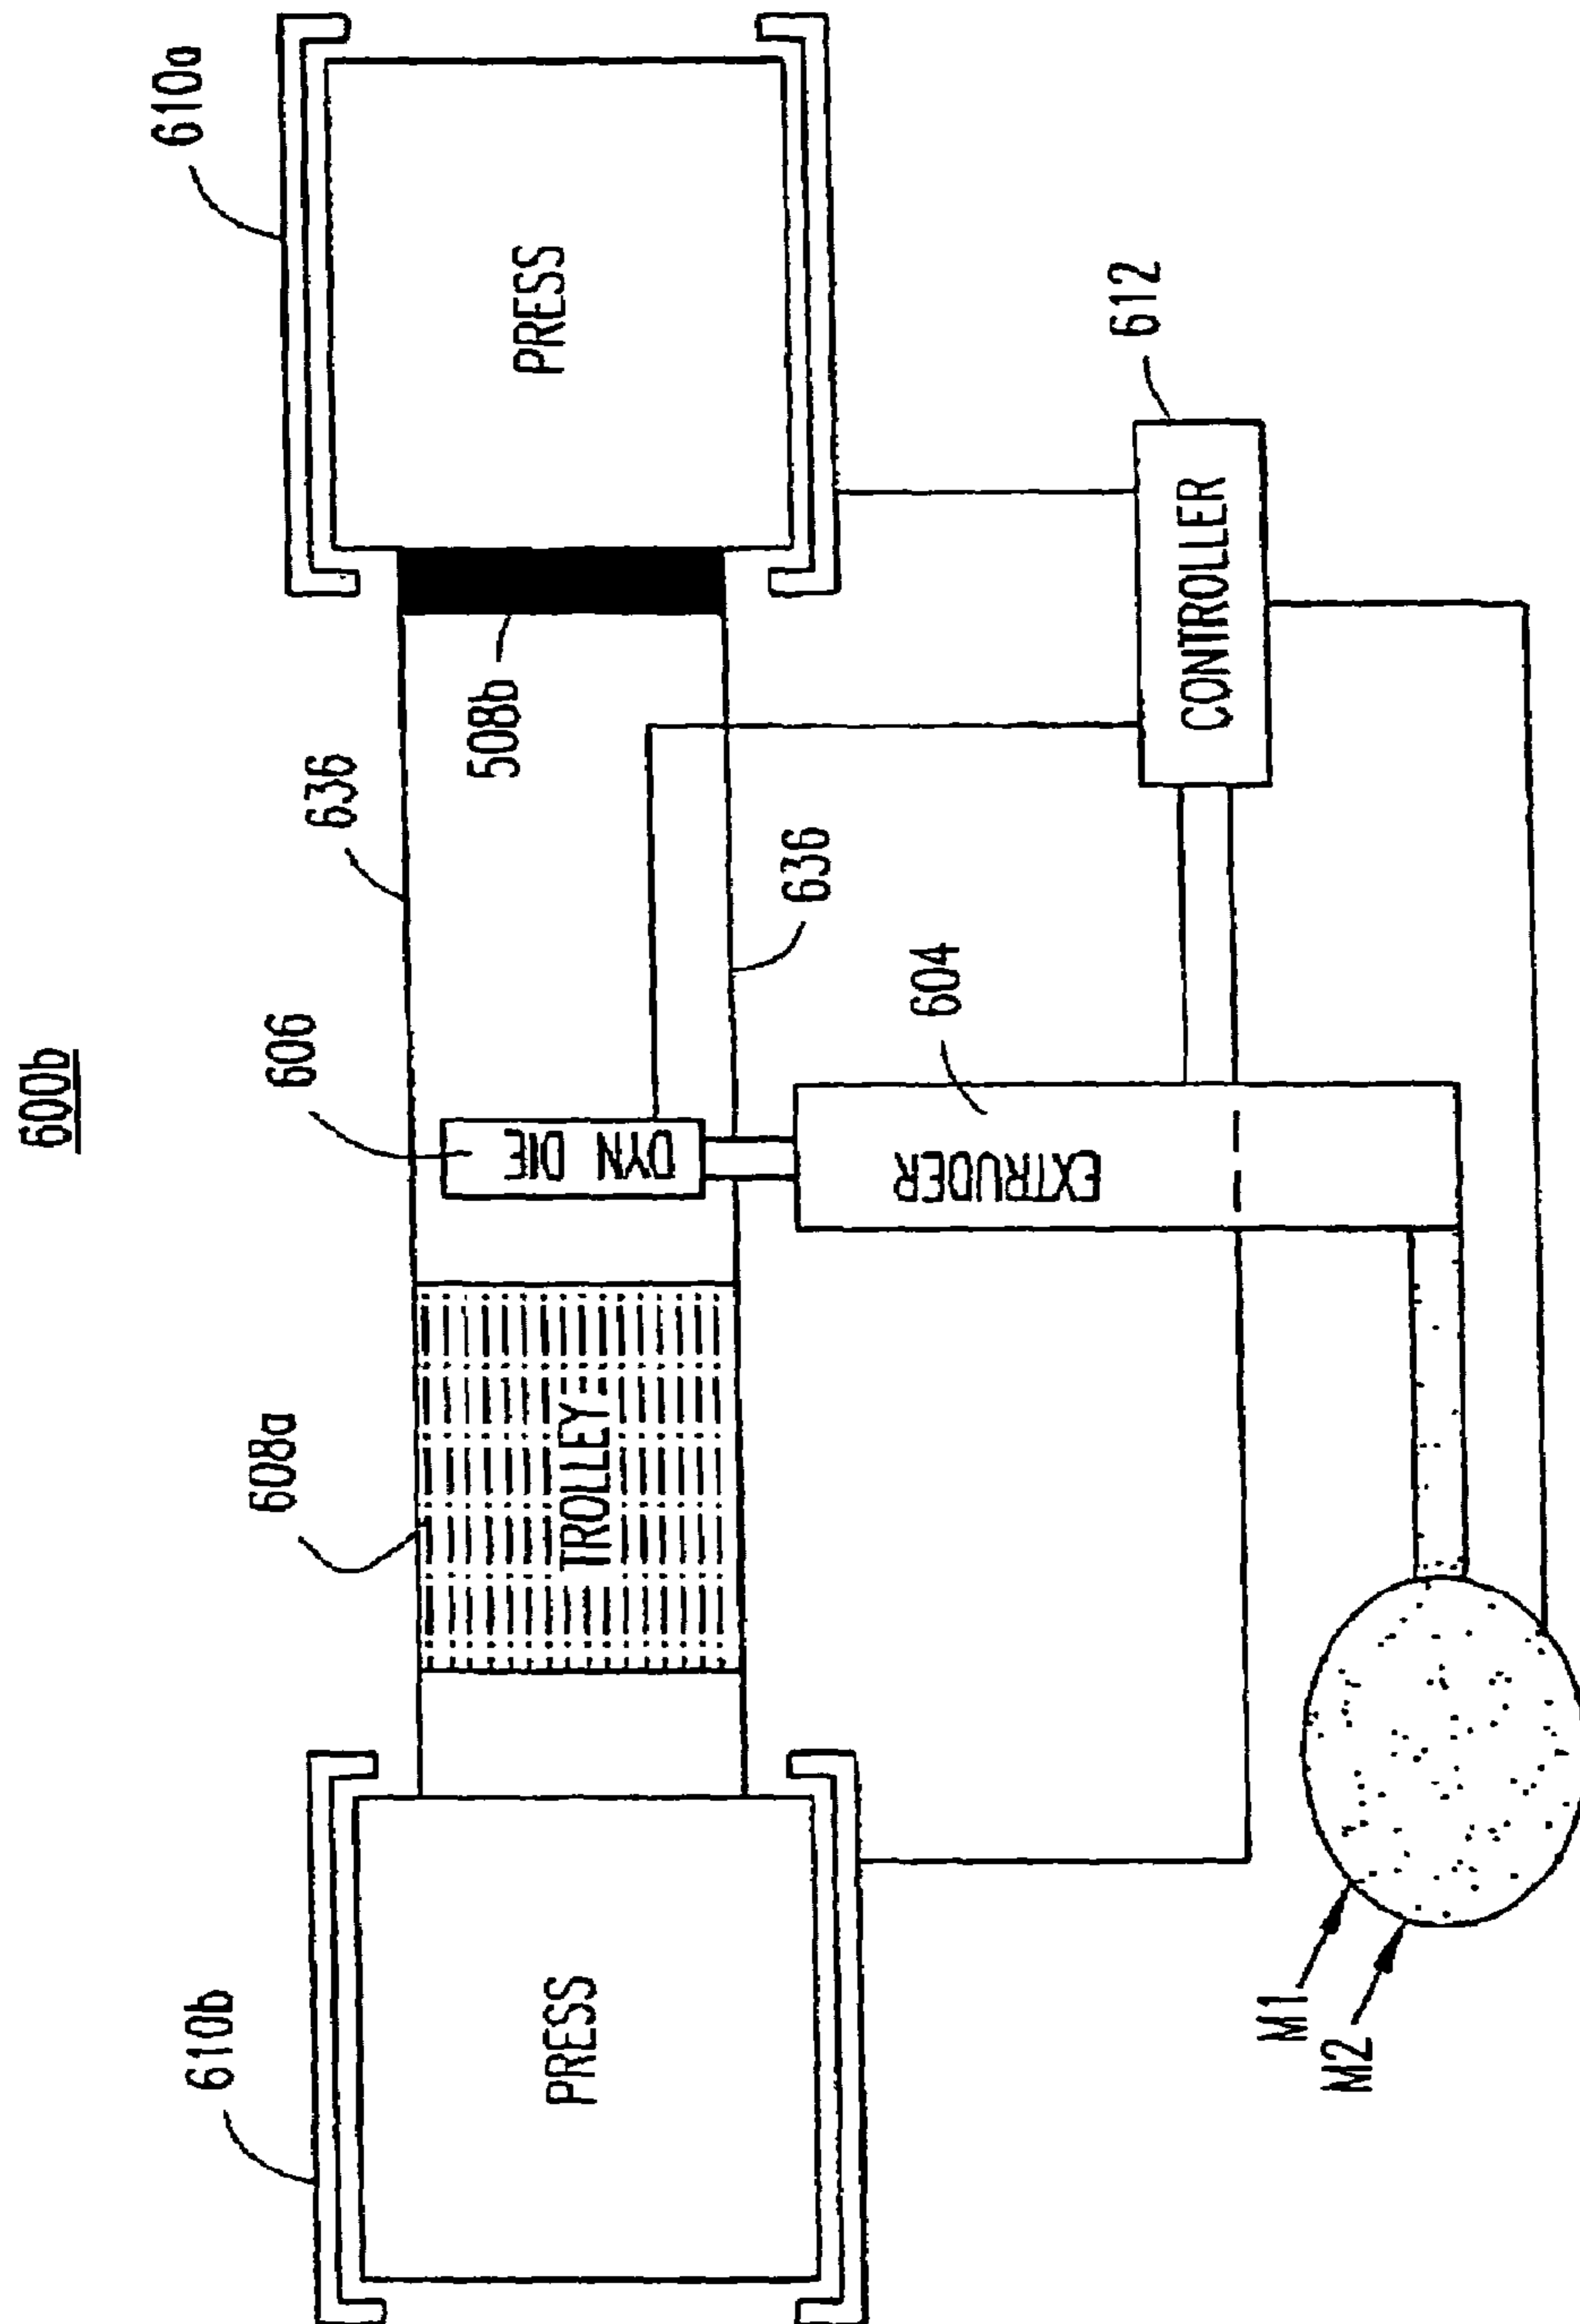 600b
610b
608a
606
636
610a
PRESS
TROLLEY
DYN DIE
508b
PRESS
636
EXTRUDER
604
612
CONTROLLER
M1
M2